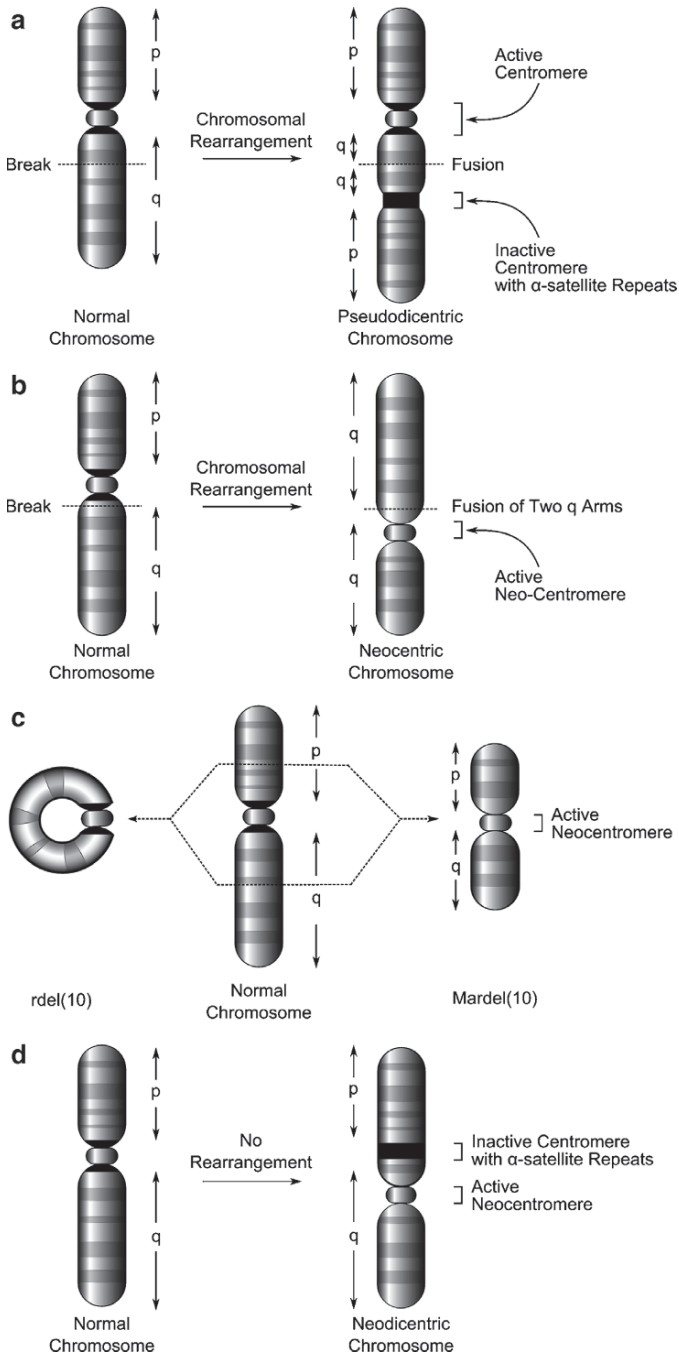 a
p
q
Break
Normal
Chromosome
Chromosomal
Rearrangement
p
q
q
p
Active
Centromere
Fusion
Inactive
Centromere
with α-satellite Repeats
Pseudodicentric
Chromosome
b
p
q
Break
Normal
Chromosome
Chromosomal
Rearrangement
q
q
Fusion of Two q Arms
Active
Neo-Centromere
Neocentric
Chromosome
c
rdel(10)
p
q
Normal
Chromosome
p
q
Active
Neocentromere
Mardel(10)
d
p
q
Normal
Chromosome
No
Rearrangement
p
q
Inactive Centromere
with α-satellite Repeats
Active
Neocentromere
Neodicentric
Chromosome